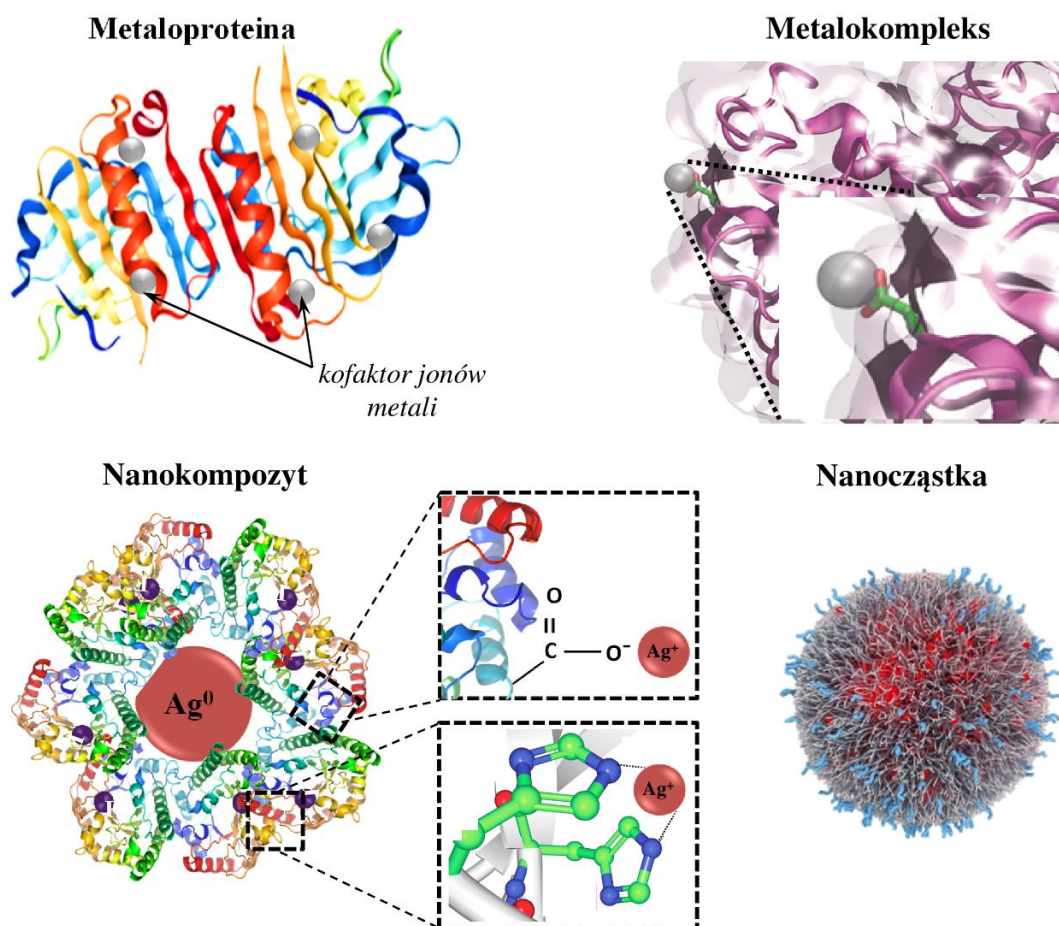 Metaloproteina
Metalokompleks
kofaktor jonów
metali
Nanokompozyt
Nanocząstka
Ag⁰
O
C
O⁻
Ag⁺
Ag⁺